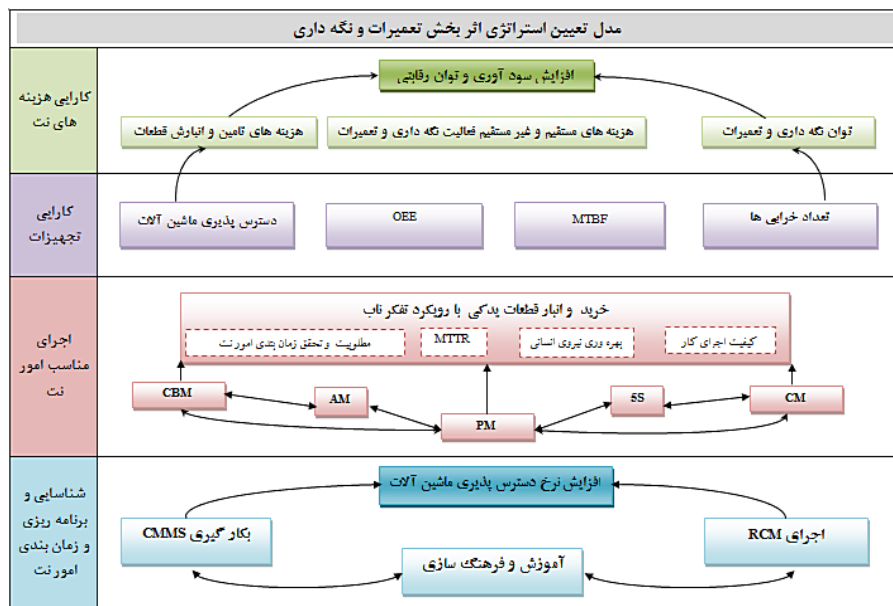 مدل تعیین استراتژی اثر بخش تعمیرات و نگه داری
کارایی هزینه
های نت
افزایش سود آوری و توان رقابتی
توان نگه داری و تعمیرات
هزینه های مستقیم و غیر مستقیم فعالیت نگه داری و تعمیرات
هزینه های تامین و انبارش قطعات
کارایی
تجهیزات
تعداد خرابی ها
MTBF
OEE
دسترس پذیری ماشین آلات
اجرای
مناسب امور
نت
خرید و انبار قطعات یدکی با رویکرد تفکر ناب
کیفیت اجرای کار
بهره وری نیروی انسانی
MTTR
مطلوبیت و تحقق زمان بندی امور نت
CM
5S
PM
AM
CBM
شناسایی و
برنامه ریزی
و زمان بندی
امور نت
افزایش نرخ دسترس پذیری ماشین آلات
اجرای RCM
بکار گیری CMMS
آموزش و فرهنگ سازی